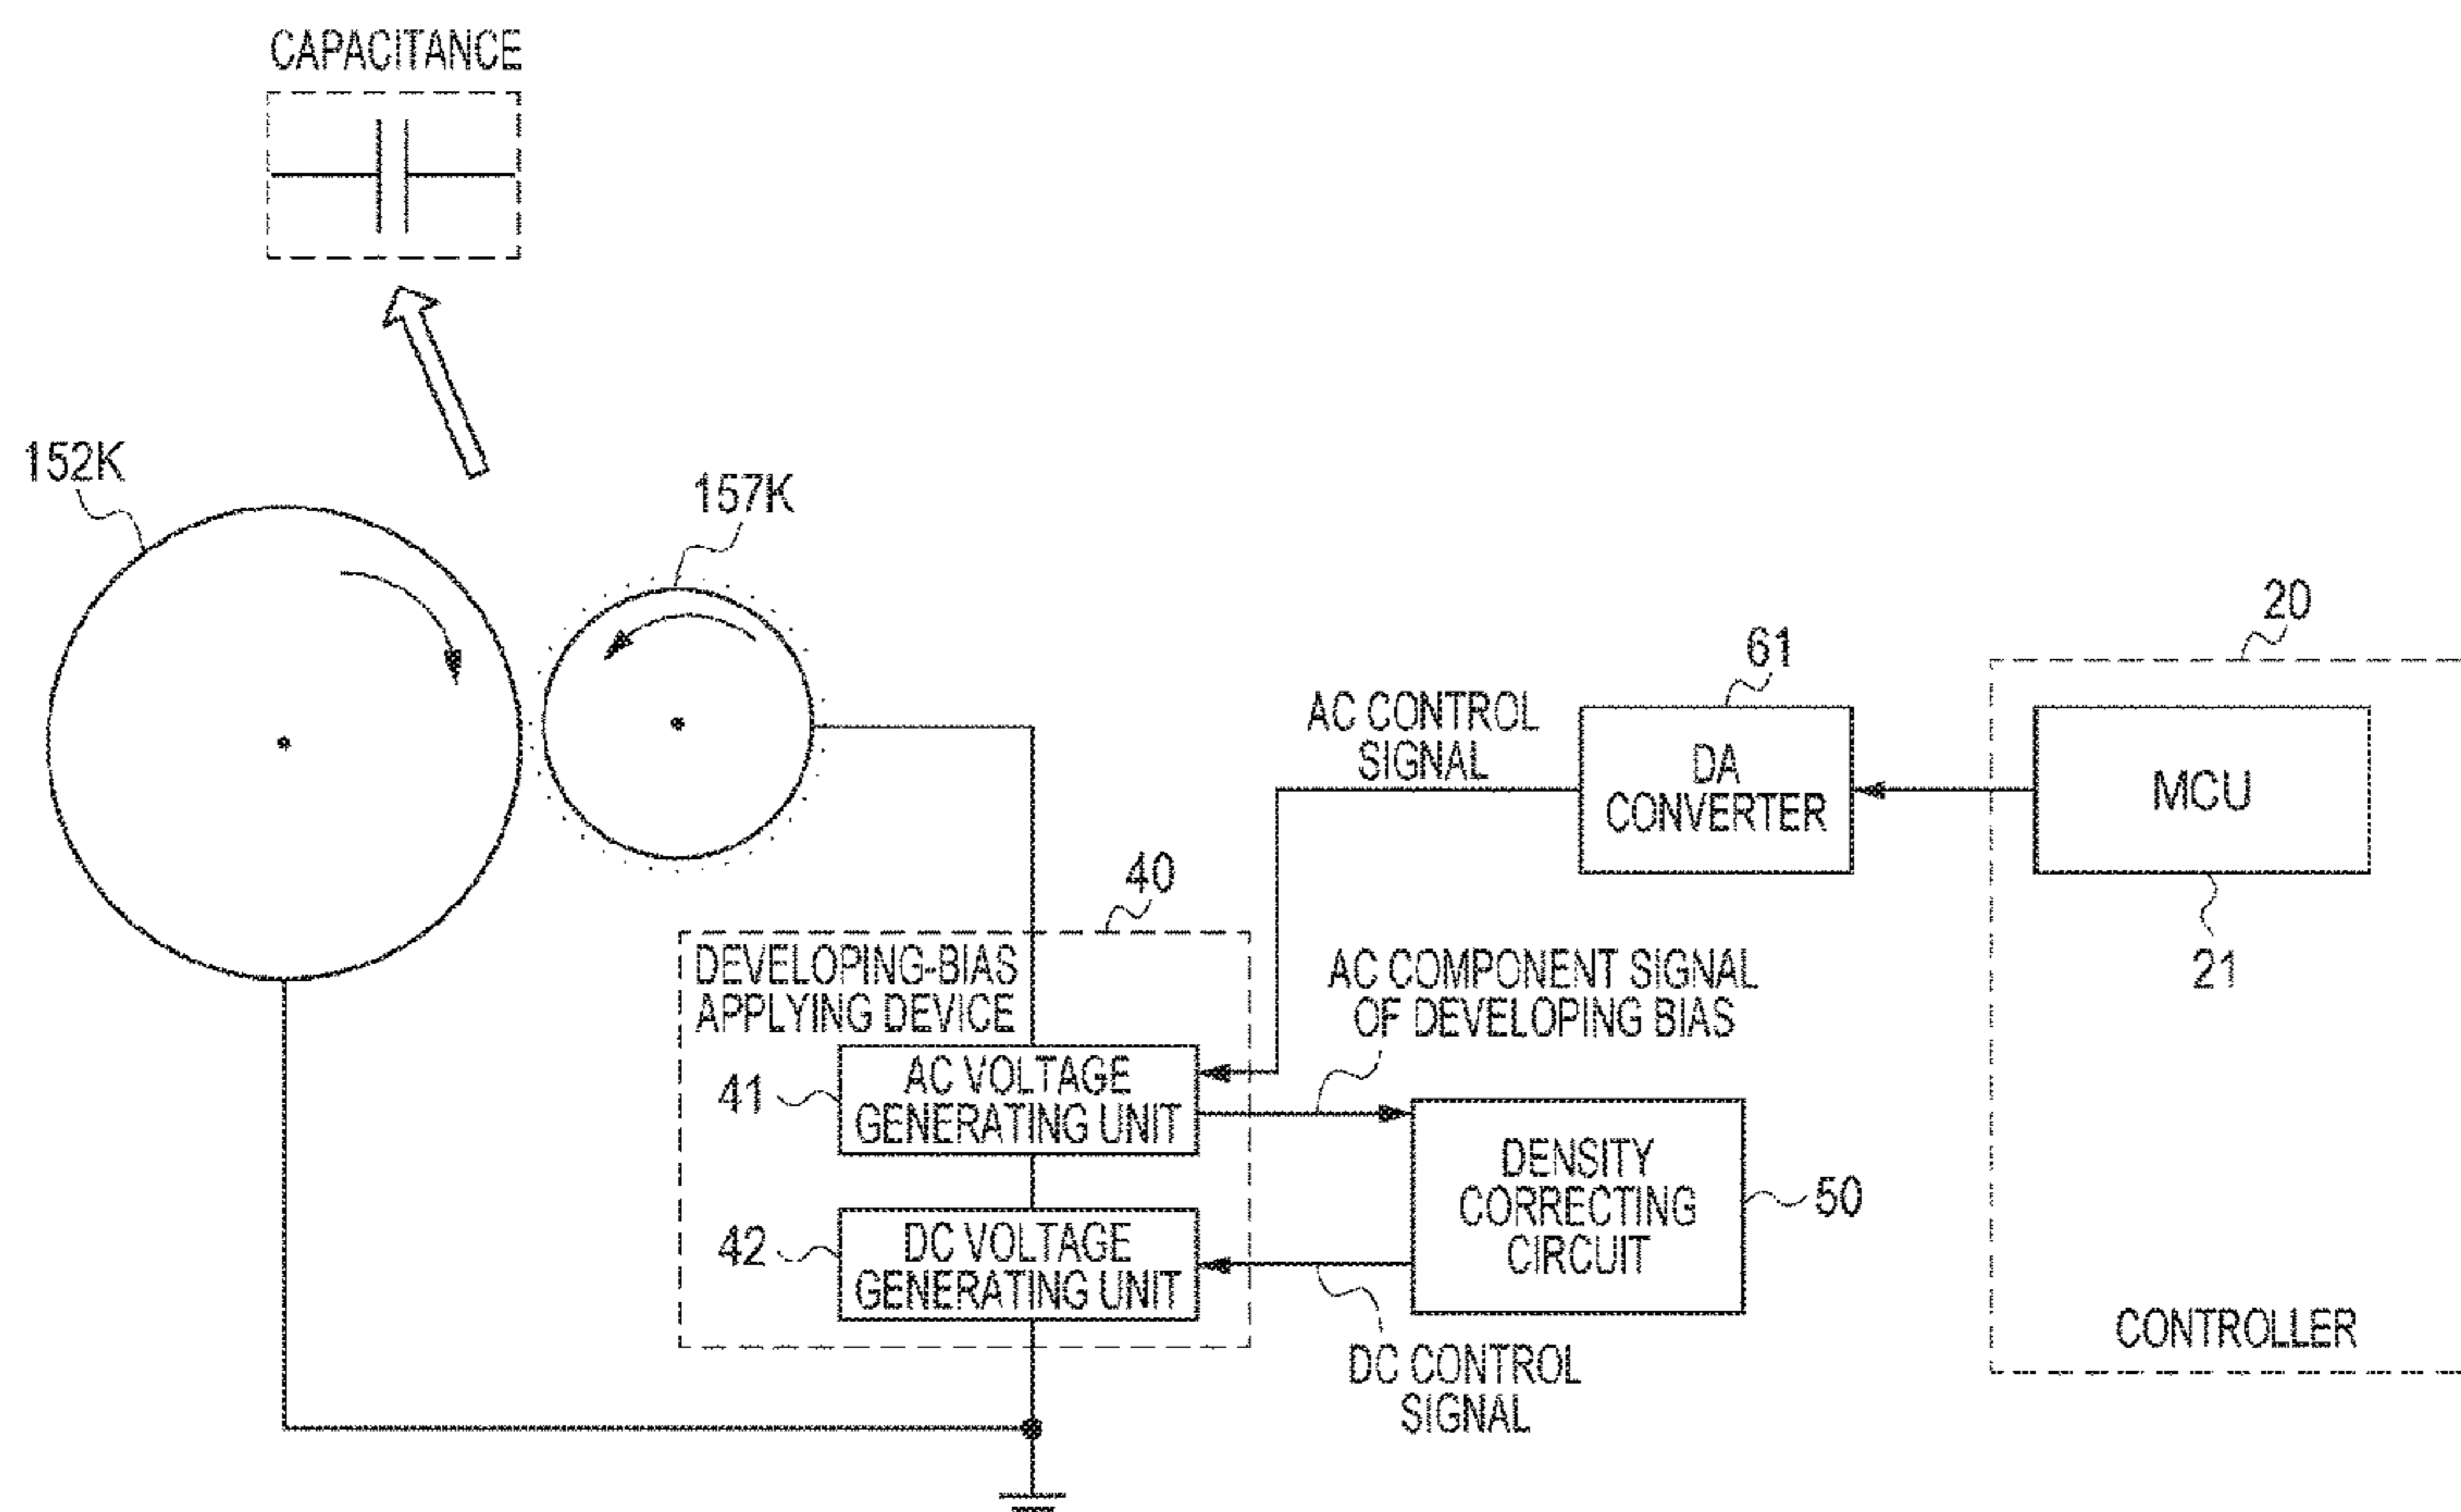 CAPACITANCE
152K
157K
20
61
AC CONTROL
SIGNAL
DA
CONVERTER
MCU
40
21
DEVELOPING-BIAS
APPLYING DEVICE
AC COMPONENT SIGNAL
OF DEVELOPING BIAS
41
AC VOLTAGE
GENERATING UNIT
DENSITY
CORRECTING
CIRCUIT
50
42
DC VOLTAGE
GENERATING UNIT
CONTROLLER
DC CONTROL
SIGNAL